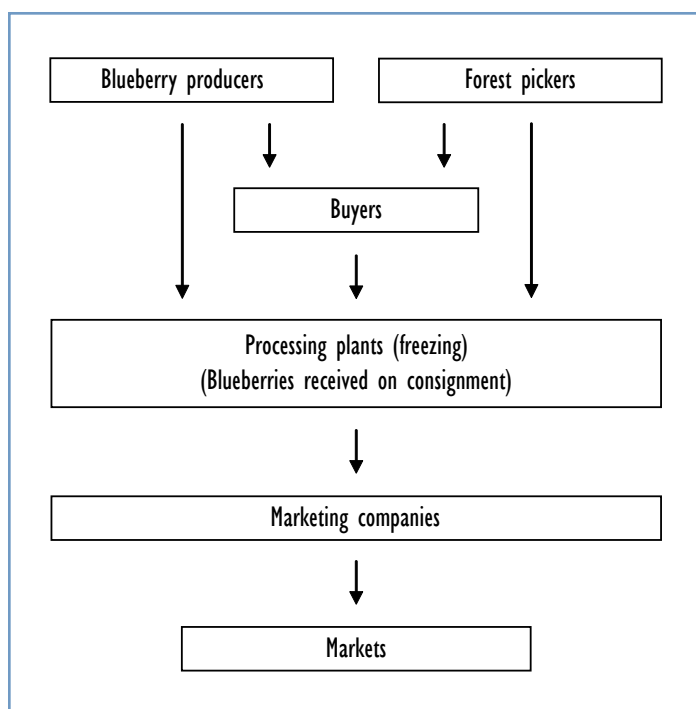 Blueberry producers
Forest pickers
Buyers
Processing plants (freezing)
(Blueberries received on consignment)
Marketing companies
Markets